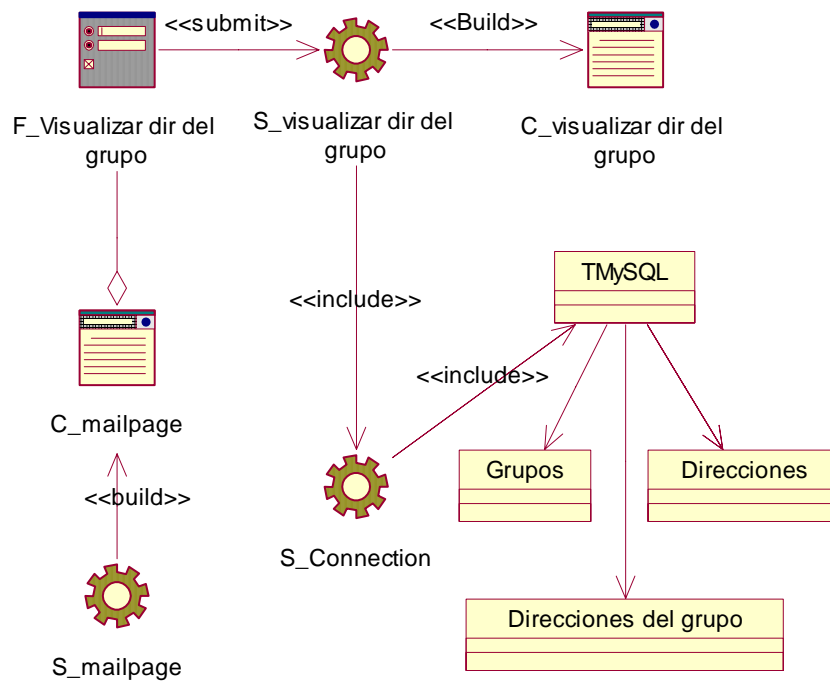 <<submit>>
<<Build>>
F_Visualizar dir del
grupo
S_visualizar dir del
grupo
C_visualizar dir del
grupo
TMySQL
<<include>>
<<include>>
C_mailpage
Grupos
Direcciones
<<build>>
S_Connection
Direcciones del grupo
S_mailpage